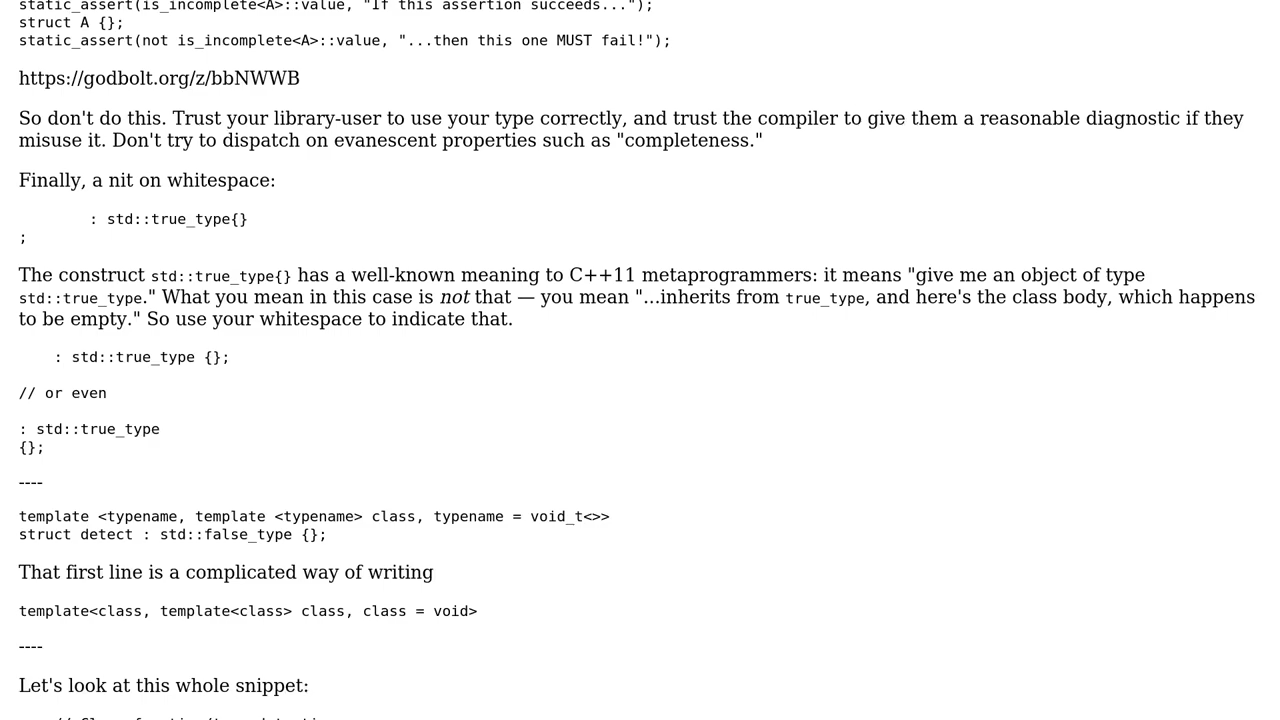 static_assert(is_incomplete<A>::value, "If this assertion succeeds...");
struct A {};
static_assert(not is_incomplete<A>::value, "...then this one MUST fail!");
https://godbolt.org/z/bbNWWB
So don't do this. Trust your library-user to use your type correctly, and trust the compiler to give them a reasonable diagnostic if they
misuse it. Don't try to dispatch on evanescent properties such as "completeness."
Finally, a nit on whitespace:
        : std::true_type{}
;
The construct std::true_type{} has a well-known meaning to C++11 metaprogrammers: it means "give me an object of type
std::true_type." What you mean in this case is not that — you mean "...inherits from true_type, and here's the class body, which happens
to be empty." So use your whitespace to indicate that.
    : std::true_type {};
// or even
: std::true_type
{};
----
template <typename, template <typename> class, typename = void_t<>>
struct detect : std::false_type {};
That first line is a complicated way of writing
template<class, template<class> class, class = void>
----
Let's look at this whole snippet: